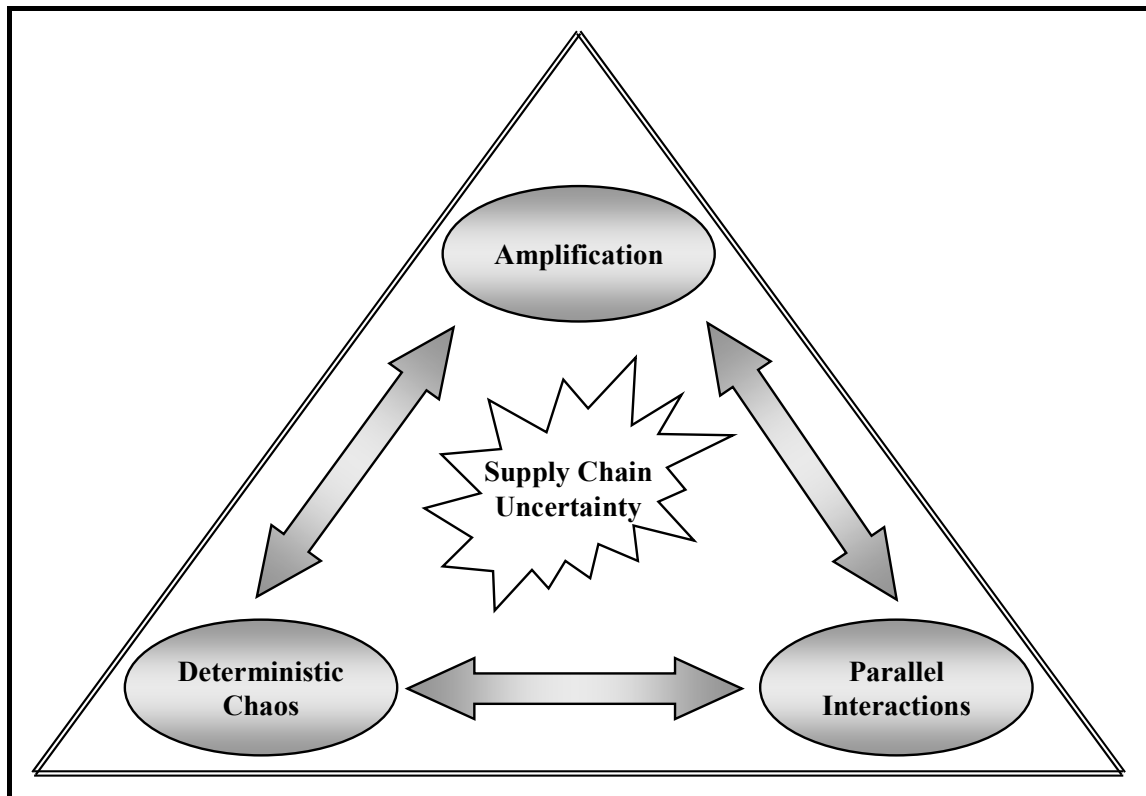 Amplification
Supply Chain
Uncertainty
Deterministic
Chaos
Parallel
Interactions